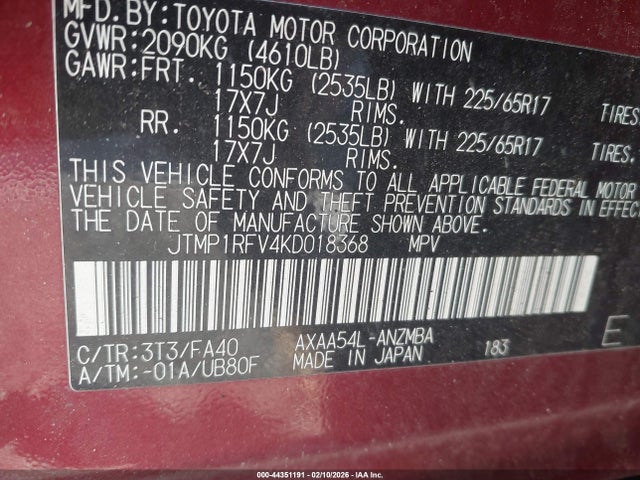 MFD. BY: TOYOTA MOTOR CORPORATION
GVWR: 2090KG (4610LB)
GAWR: FRT. 1150KG (2535LB) WITH 225/65R17 TIRES
17X7J RIMS.
RR. 1150KG (2535LB) WITH 225/65R17 TIRES,
17X7J RIMS.
THIS VEHICLE CONFORMS TO ALL APPLICABLE FEDERAL MOTOR
VEHICLE SAFETY AND THEFT PREVENTION STANDARDS IN EFFEC
THE DATE OF MANUFACTURE SHOWN ABOVE.
JTMP1RFV4KD018368 MPV
C/TR: 3T3/FA40 AXAA54L-ANZMBA 183 E
A/TM: -01A/UB80F MADE IN JAPAN
000-44351191 - 02/10/2026 - IAA Inc.